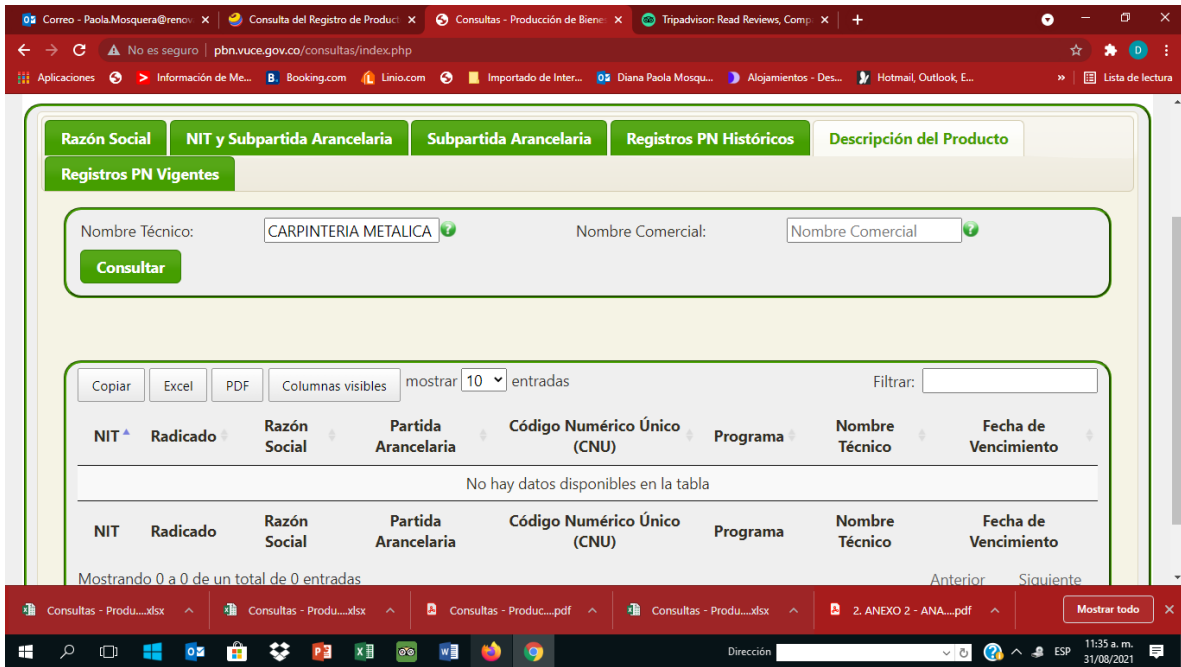 Correo - Paola.Mosquera@renov
Consulta del Registro de Product
Consultas - Producción de Biene
Tripadvisor: Read Reviews, Comp
No es seguro | pbn.vuce.gov.co/consultas/index.php
Aplicaciones
Información de Me...
Booking.com
Linio.com
Importado de Inter...
Diana Paola Mosqu...
Alojamientos - Des...
Hotmail, Outlook, E...
»
Lista de lectura
Razón Social
NIT y Subpartida Arancelaria
Subpartida Arancelaria
Registros PN Históricos
Descripción del Producto
Registros PN Vigentes
Nombre Técnico: CARPINTERIA METALICA
Nombre Comercial: Nombre Comercial
Consultar
Copiar
Excel
PDF
Columnas visibles
mostrar 10 entradas
Filtrar:
NIT
Radicado
Razón Social
Partida Arancelaria
Código Numérico Único (CNU)
Programa
Nombre Técnico
Fecha de Vencimiento
No hay datos disponibles en la tabla
NIT
Radicado
Razón Social
Partida Arancelaria
Código Numérico Único (CNU)
Programa
Nombre Técnico
Fecha de Vencimiento
Mostrando 0 a 0 de un total de 0 entradas
Anterior
Siguiente
Consultas - Produ....xlsx
Consultas - Produ....xlsx
Consultas - Produc....pdf
Consultas - Produ....xlsx
2. ANEXO 2 - ANA....pdf
Mostrar todo
Dirección
ESP
11:35 a. m.
31/08/2021